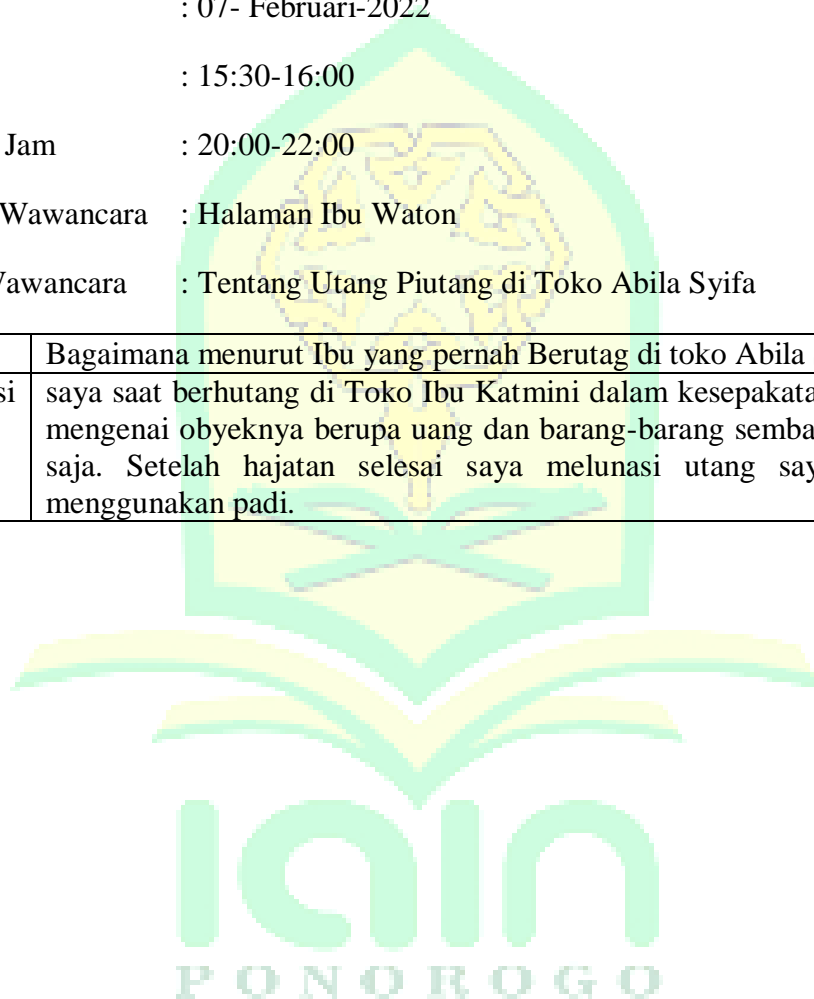 : 07- Februari-2022
: 15:30-16:00
Jam : 20:00-22:00
Wawancara : Halaman Ibu Waton
Wawancara : Tentang Utang Piutang di Toko Abila Syifa
Bagaimana menurut Ibu yang pernah Berutag di toko Abila
si saya saat berhutang di Toko Ibu Katmini dalam kesepakata
mengenai obyeknya berupa uang dan barang-barang semba
saja. Setelah hajatan selesai saya melunasi utang say
menggunakan padi.
iain
PONOROGO